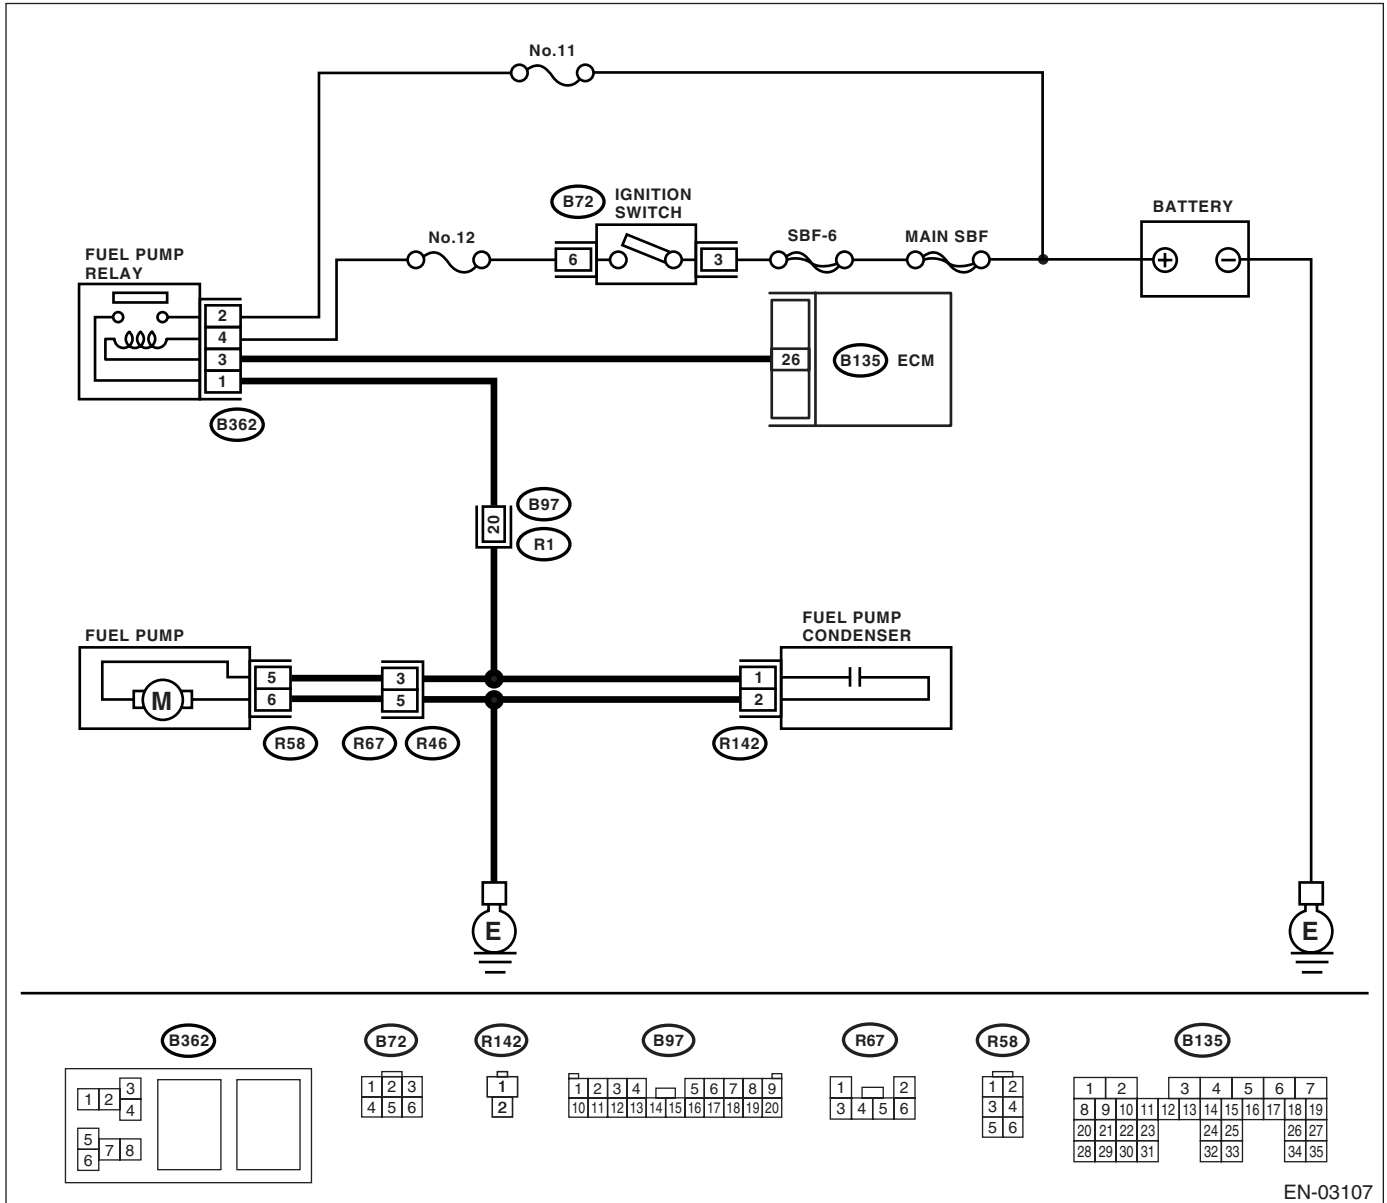 No.11
B72
IGNITION
SWITCH
BATTERY
No.12
6
3
SBF-6
MAIN SBF
FUEL PUMP
RELAY
2
4
3
1
B362
26
B135
ECM
20
B97
R1
FUEL PUMP
M
5
6
R58
3
5
R67
R46
FUEL PUMP
CONDENSER
1
2
R142
E
E
B362
B72
R142
B97
R67
R58
B135
3
1 2
4
5
7 8
6
1 2 3
4 5 6
1
2
1 2 3 4 5 6 7 8 9
10 11 12 13 14 15 16 17 18 19 20
1 2
3 4 5 6
1 2
3 4
5 6
1 2 3 4 5 6 7
8 9 10 11 12 13 14 15 16 17 18 19
20 21 22 23 24 25 26 27
28 29 30 31 32 33 34 35
EN-03107